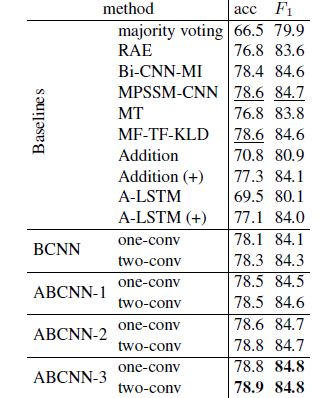 method acc F1
Baselines
majority voting 66.5 79.9
RAE 76.8 83.6
Bi-CNN-MI 78.4 84.6
MPSSM-CNN 78.6 84.7
MT 76.8 83.8
MF-TF-KLD 78.6 84.6
Addition 70.8 80.9
Addition (+) 77.3 84.1
A-LSTM 69.5 80.1
A-LSTM (+) 77.1 84.0
BCNN
one-conv 78.1 84.1
two-conv 78.3 84.3
ABCNN-1
one-conv 78.5 84.5
two-conv 78.5 84.6
ABCNN-2
one-conv 78.6 84.7
two-conv 78.8 84.7
ABCNN-3
one-conv 78.8 84.8
two-conv 78.9 84.8